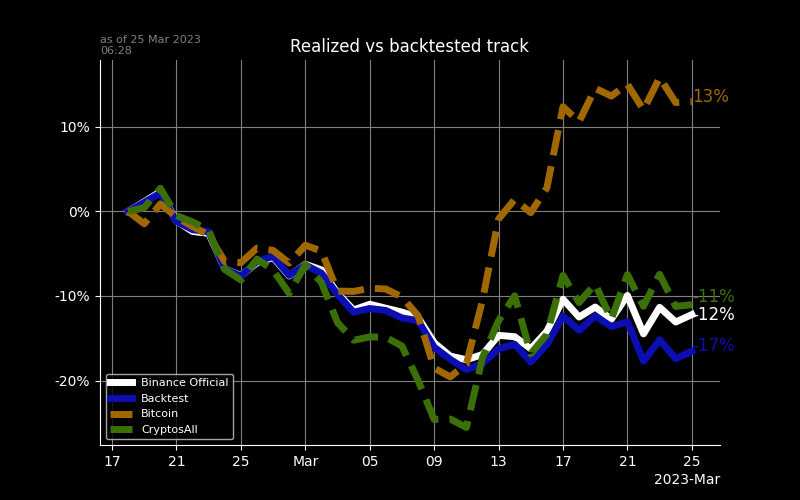 as of 25 Mar 2023
06:28
Realized vs backtested track
10%
0%
-10%
-20%
13%
-11%
-12%
-17%
Binance Official
Backtest
Bitcoin
CryptosAll
17 21 25 Mar 05 09 13 17 21 25
2023-Mar